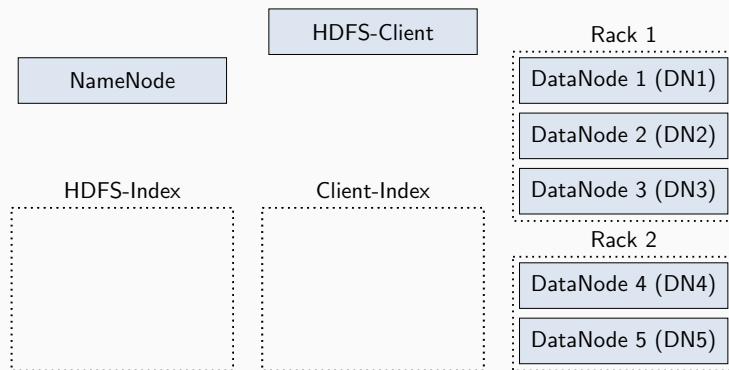 HDFS-Client
NameNode
HDFS-Index
Client-Index
Rack 1
DataNode 1 (DN1)
DataNode 2 (DN2)
DataNode 3 (DN3)
Rack 2
DataNode 4 (DN4)
DataNode 5 (DN5)